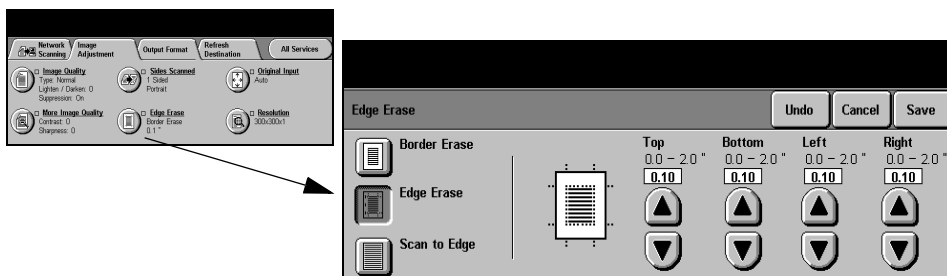 Network Scanning
Image Adjustment
Output Format
Refresh Destination
All Services
Image Quality
Type: Normal
Lighten / Darken: 0
Suppression: On
Sides Scanned
1 Sided
Portrait
Original Input
Auto
More Image Quality
Contrast: 0
Sharpness: 0
Edge Erase
Border Erase
0.1 "
Resolution
300x300x1
Edge Erase
Undo
Cancel
Save
Border Erase
Edge Erase
Scan to Edge
Top Bottom Left Right
0.0 – 2.0 " 0.0 – 2.0 " 0.0 – 2.0 " 0.0 – 2.0 "
0.10 0.10 0.10 0.10